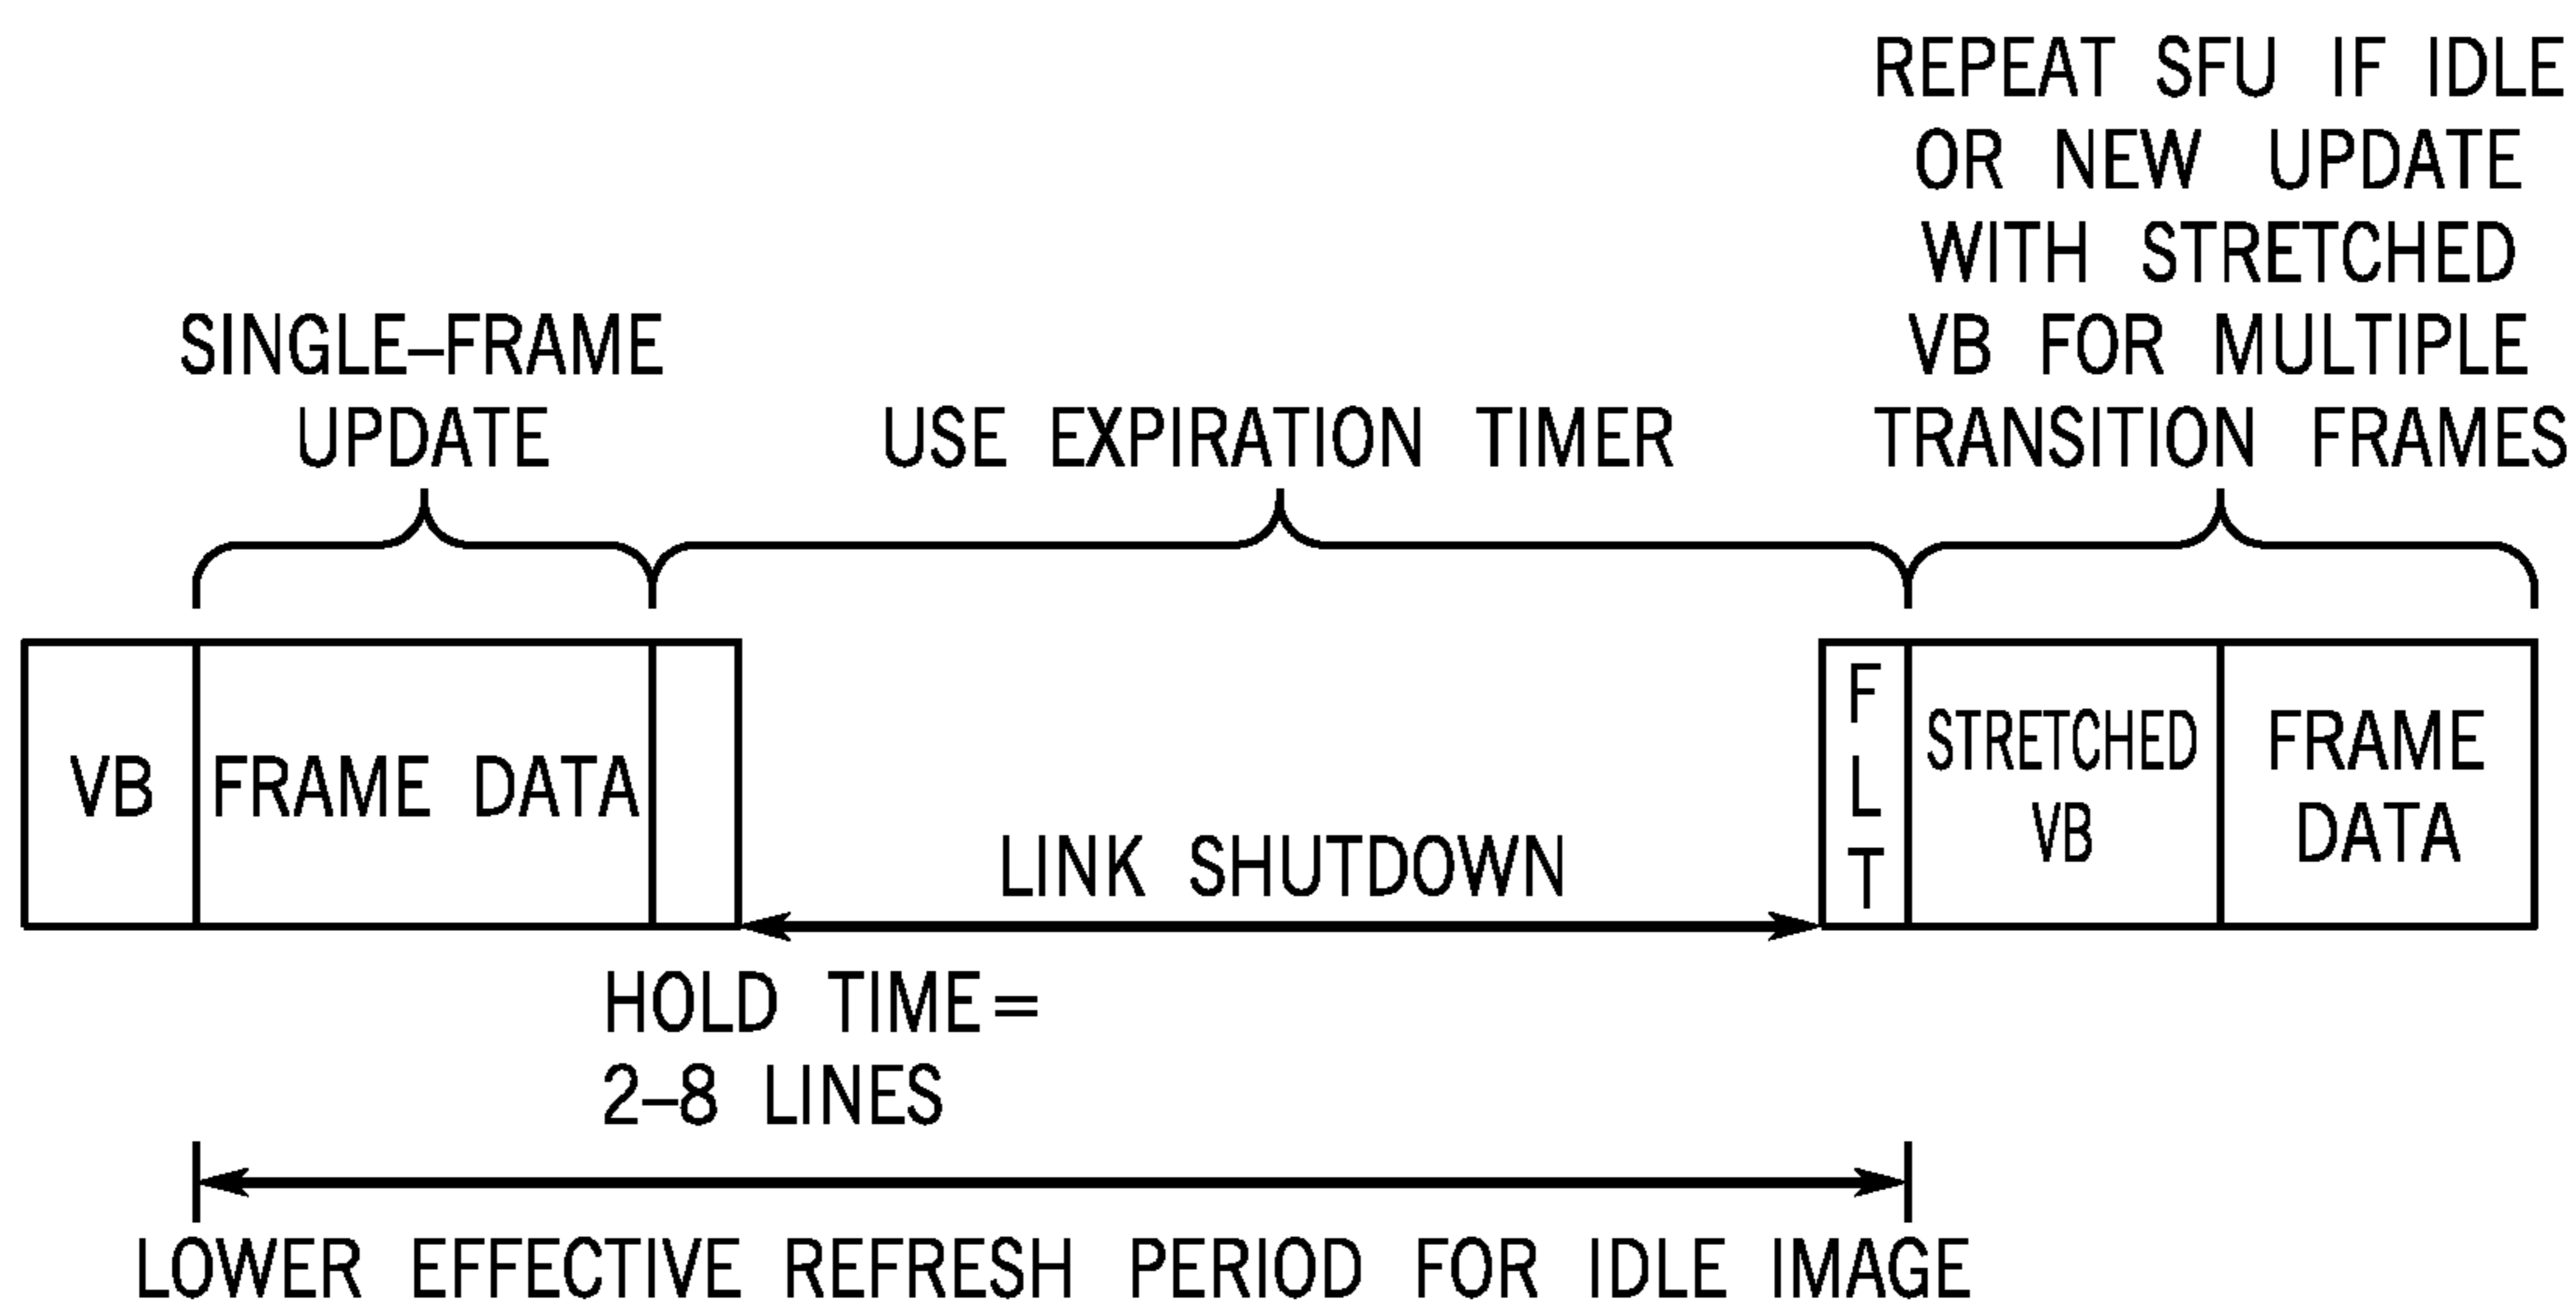 REPEAT SFU IF IDLE
OR NEW UPDATE
WITH STRETCHED
VB FOR MULTIPLE
TRANSITION FRAMES
SINGLE–FRAME
UPDATE
USE EXPIRATION TIMER
VB
FRAME DATA
LINK SHUTDOWN
F
L
T
STRETCHED
VB
FRAME
DATA
HOLD TIME=
2–8 LINES
LOWER EFFECTIVE REFRESH PERIOD FOR IDLE IMAGE